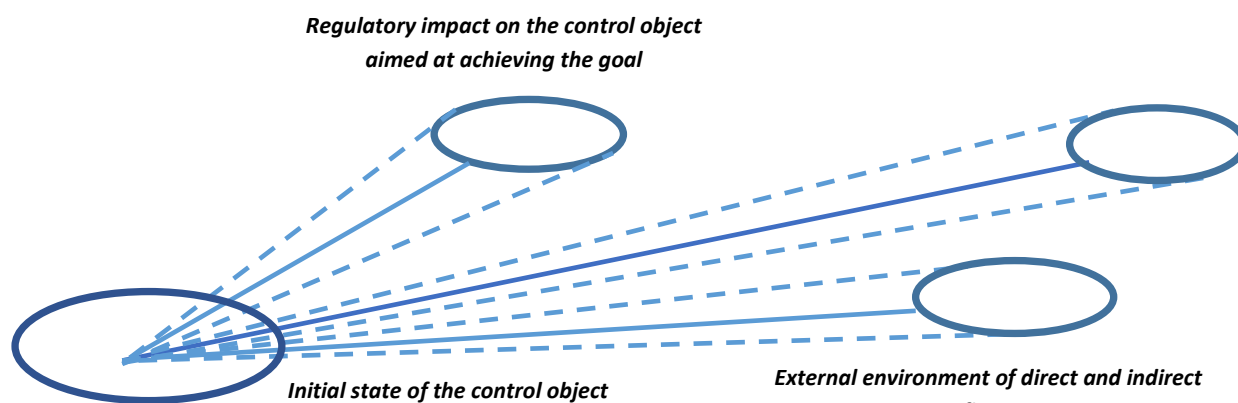 Regulatory impact on the control object
aimed at achieving the goal
Initial state of the control object
External environment of direct and indirect